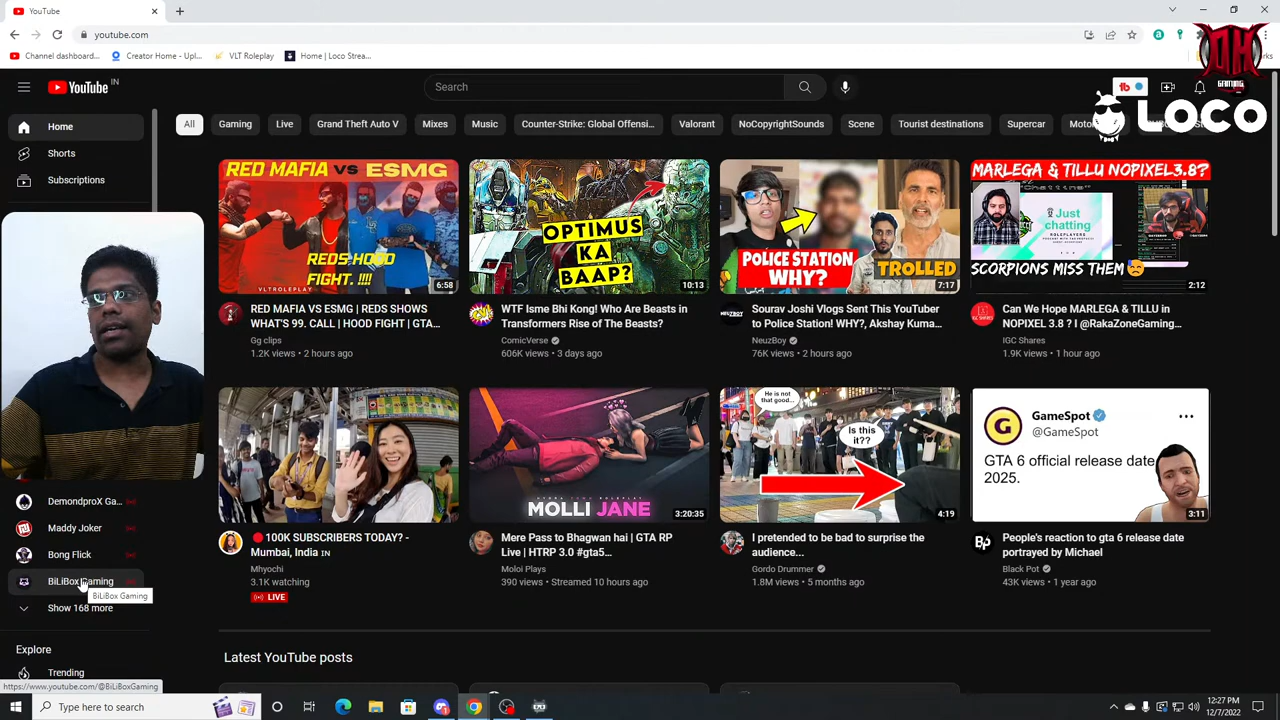 YouTube
youtube.com
Channel dashboard...
Creator Home - Upl...
VLT Roleplay
Home | Loco Strea...
YouTube IN
Search
GAMING
LOCO
Home
Shorts
Subscriptions
All
Gaming
Live
Grand Theft Auto V
Mixes
Music
Counter-Strike: Global Offensi...
Valorant
NoCopyrightSounds
Scene
Tourist destinations
Supercar
RED MAFIA VS ESMG
REDS HOOD
FIGHT. !!!!
VLTROLEPLAY
6:58
OPTIMUS
KA
BAAP?
10:13
POLICE STATION
WHY?
TROLLED
7:17
MARLEGA & TILLU NOPIXEL3.8?
Just
chatting
ROLEPLAYERS
SCORPIONS MISS THEM
2:12
RED MAFIA VS ESMG | REDS SHOWS
WHAT'S 99. CALL | HOOD FIGHT | GTA...
Gg clips
1.2K views • 2 hours ago
WTF Isme Bhi Kong! Who Are Beasts in
Transformers Rise of The Beasts?
ComicVerse
606K views • 3 days ago
Sourav Joshi Vlogs Sent This YouTuber
to Police Station! WHY?, Akshay Kuma...
NeuzBoy
76K views • 2 hours ago
Can We Hope MARLEGA & TILLU in
NOPIXEL 3.8 ? I @RakaZoneGaming...
IGC Shares
1.9K views • 1 hour ago
MOLLI JANE
3:20:35
He is not
that good...
Is this
it??
4:19
GameSpot
@GameSpot
GTA 6 official release date
2025.
3:11
100K SUBSCRIBERS TODAY? -
Mumbai, India IN
Mhyochi
3.1K watching
LIVE
Mere Pass to Bhagwan hai | GTA RP
Live | HTRP 3.0 #gta5...
Moloi Plays
390 views • Streamed 10 hours ago
I pretended to be bad to surprise the
audience...
Gordo Drummer
1.8M views • 5 months ago
People's reaction to gta 6 release date
portrayed by Michael
Black Pot
43K views • 1 year ago
DemondproX Ga...
Maddy Joker
Bong Flick
BiLiBox Gaming
BiLiBox Gaming
Show 168 more
Explore
Trending
Latest YouTube posts
https://www.youtube.com/@BiLiBoxGaming
Type here to search
12:27 PM
12/7/2022